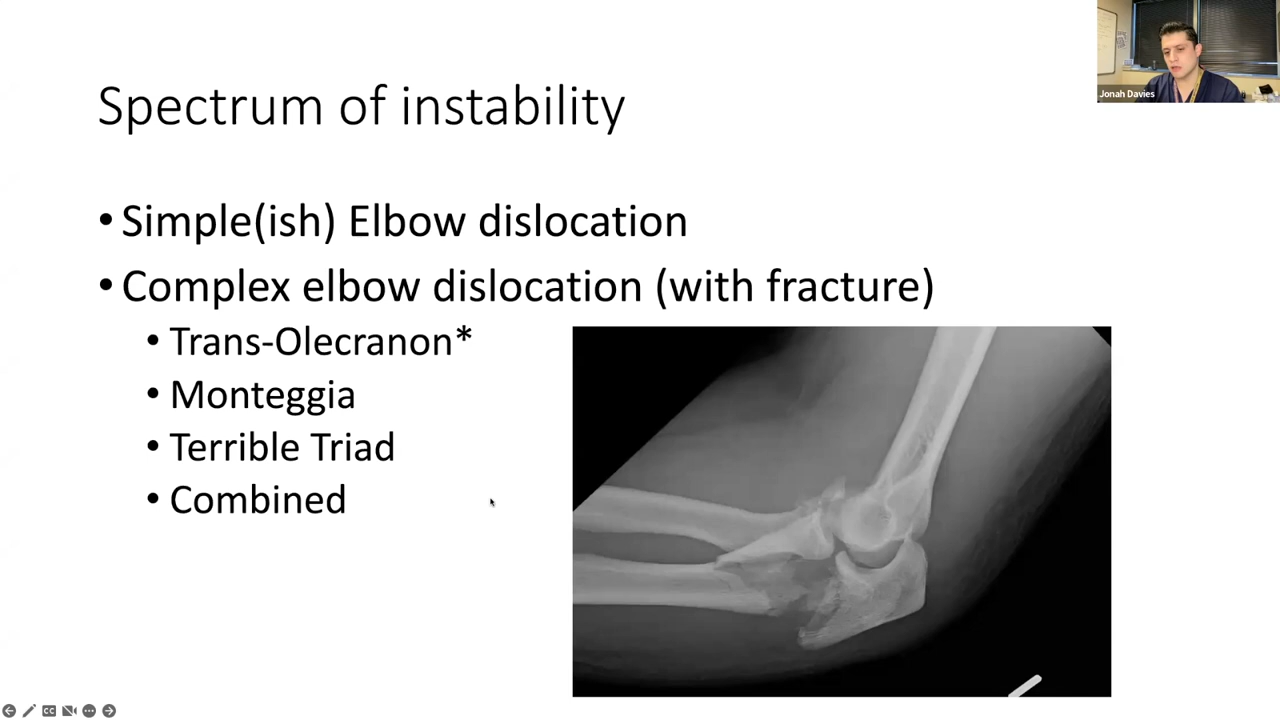 Spectrum of instability
Jonah Davies
• Simple(ish) Elbow dislocation
• Complex elbow dislocation (with fracture)
• Trans-Olecranon*
• Monteggia
• Terrible Triad
• Combined
CC